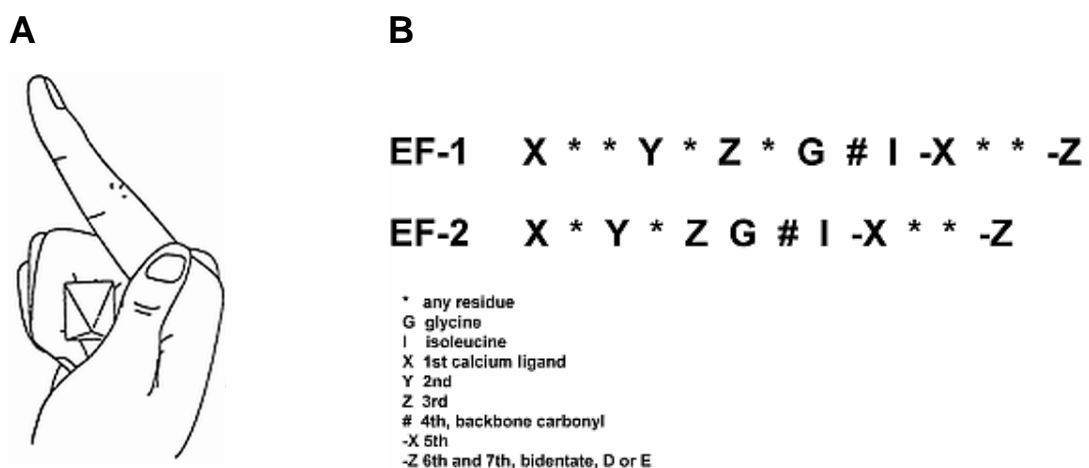 A B
EF-1 X * * Y * Z * G # I -X * * -Z
EF-2 X * Y * Z G # I -X * * -Z
* any residue
G glycine
I isoleucine
X 1st calcium ligand
Y 2nd
Z 3rd
# 4th, backbone carbonyl
-X 5th
-Z 6th and 7th, bidentate, D or E